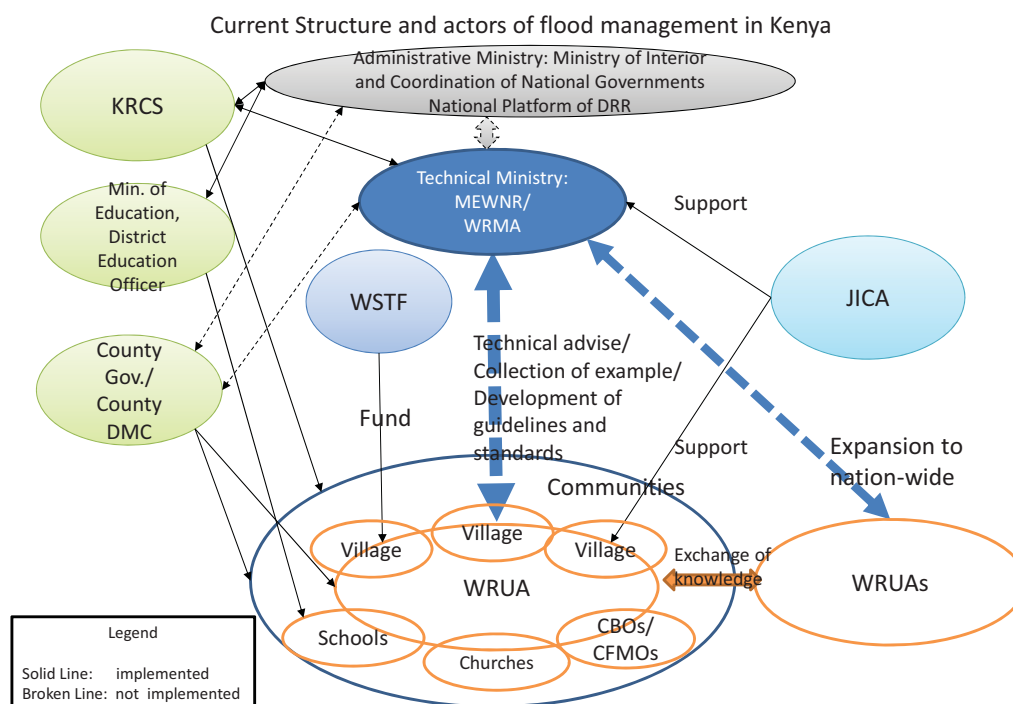 Current Structure and actors of flood management in Kenya
Administrative Ministry: Ministry of Interior
and Coordination of National Governments
National Platform of DRR
KRCS
Technical Ministry:
MEWNR/
WRMA
Min. of
Education,
District
Education
Officer
Support
WSTF
JICA
County
Gov./
County
DMC
Technical advise/
Collection of example/
Development of
guidelines and
standards
Fund
Support
Expansion to
nation-wide
Communities
Village
Village
Village
WRUA
Exchange of
knowledge
WRUAs
Schools
Churches
CBOs/
CFMOs
Legend
Solid Line: implemented
Broken Line: not implemented